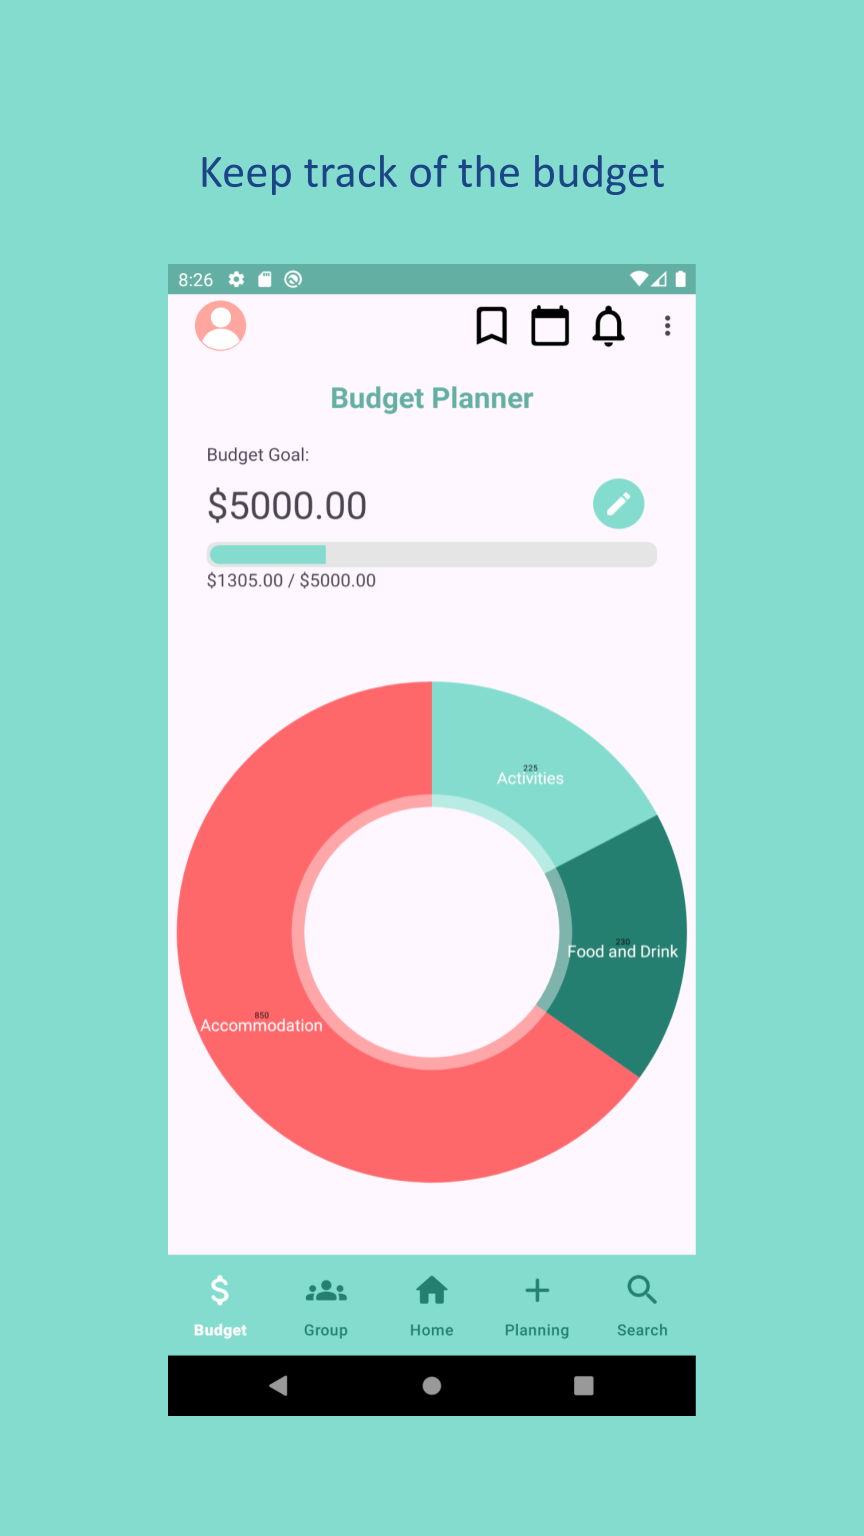 Keep track of the budget
8:26
Budget Planner
Budget Goal:
$5000.00
$1305.00 / $5000.00
225
Activities
230
Food and Drink
850
Accommodation
$
Budget
Group
Home
Planning
Search